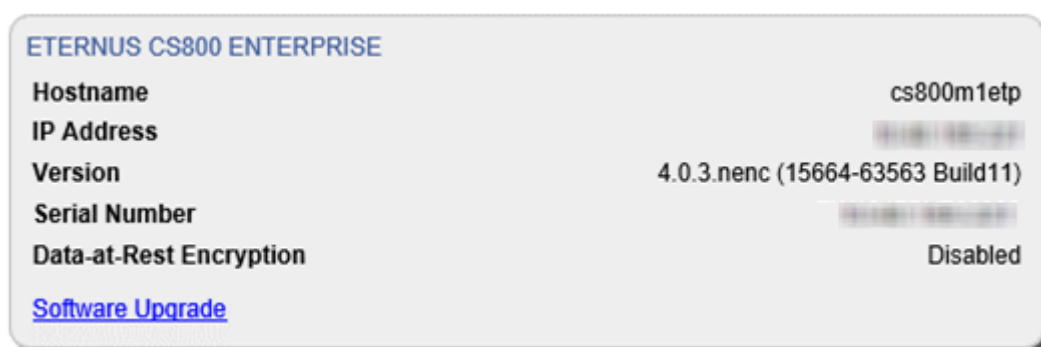 ETERNUS CS800 ENTERPRISE
Hostname cs800m1etp
IP Address
Version 4.0.3.nenc (15664-63563 Build11)
Serial Number
Data-at-Rest Encryption Disabled
Software Upgrade